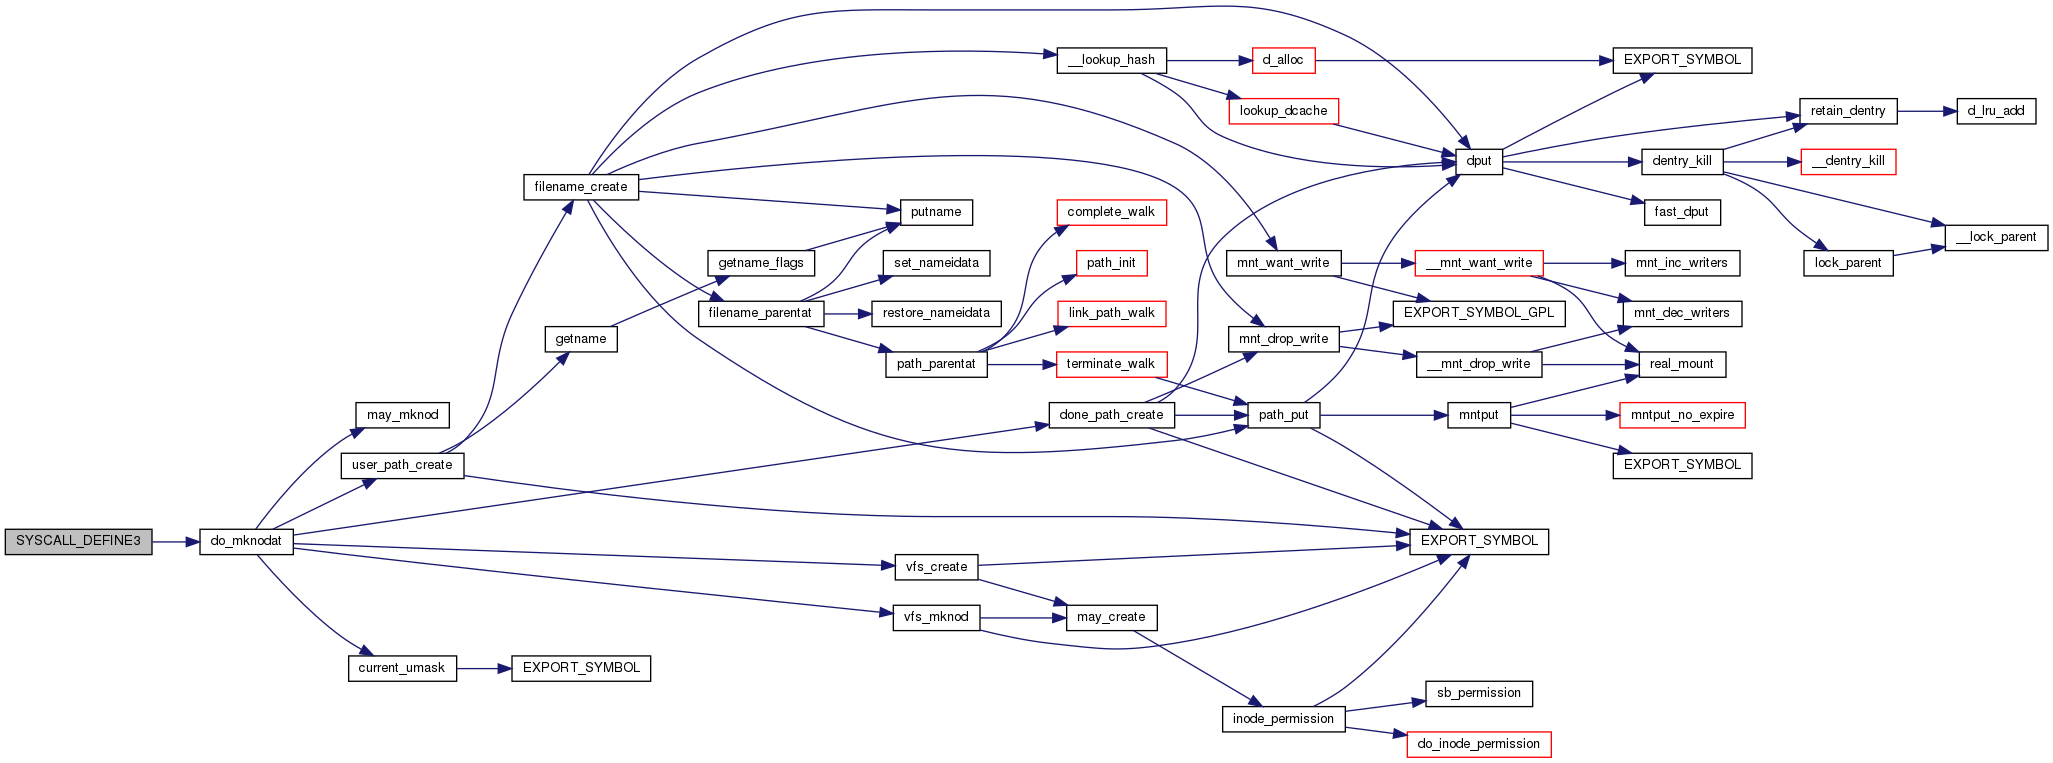 SYSCALL_DEFINE3
do_mknodat
may_mknod
user_path_create
current_umask
EXPORT_SYMBOL
filename_create
getname
getname_flags
filename_parentat
putname
set_nameidata
restore_nameidata
path_parentat
vfs_create
vfs_mknod
__lookup_hash
complete_walk
path_init
link_path_walk
terminate_walk
done_path_create
may_create
d_alloc
lookup_dcache
mnt_want_write
mnt_drop_write
path_put
inode_permission
dput
__mnt_want_write
EXPORT_SYMBOL_GPL
__mnt_drop_write
mntput
EXPORT_SYMBOL
sb_permission
do_inode_permission
EXPORT_SYMBOL
dentry_kill
fast_dput
mnt_inc_writers
mnt_dec_writers
real_mount
mntput_no_expire
EXPORT_SYMBOL
retain_dentry
__dentry_kill
lock_parent
d_lru_add
__lock_parent